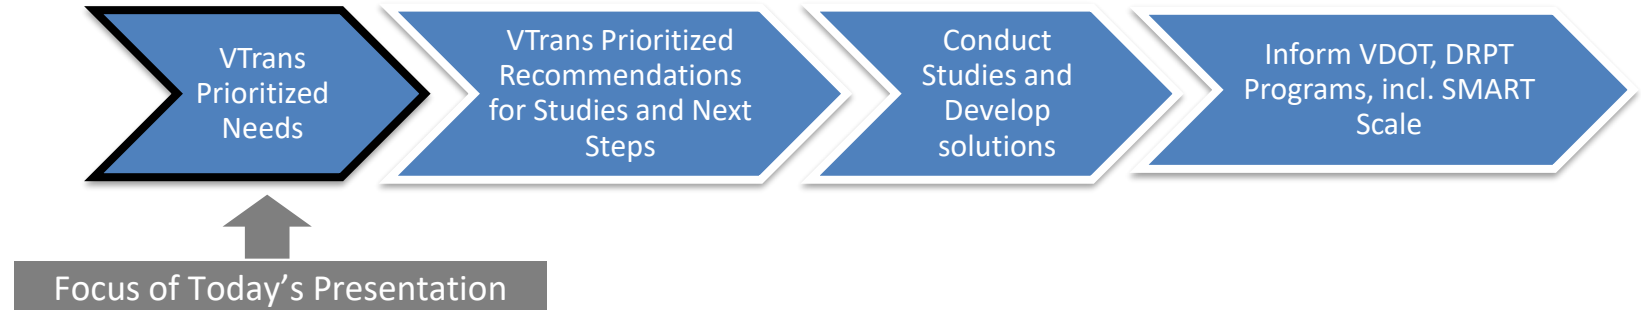 VTrans
Prioritized
Needs
VTrans Prioritized
Recommendations
for Studies and Next
Steps
Conduct
Studies and
Develop
solutions
Inform VDOT, DRPT
Programs, incl. SMART
Scale
Focus of Today’s Presentation